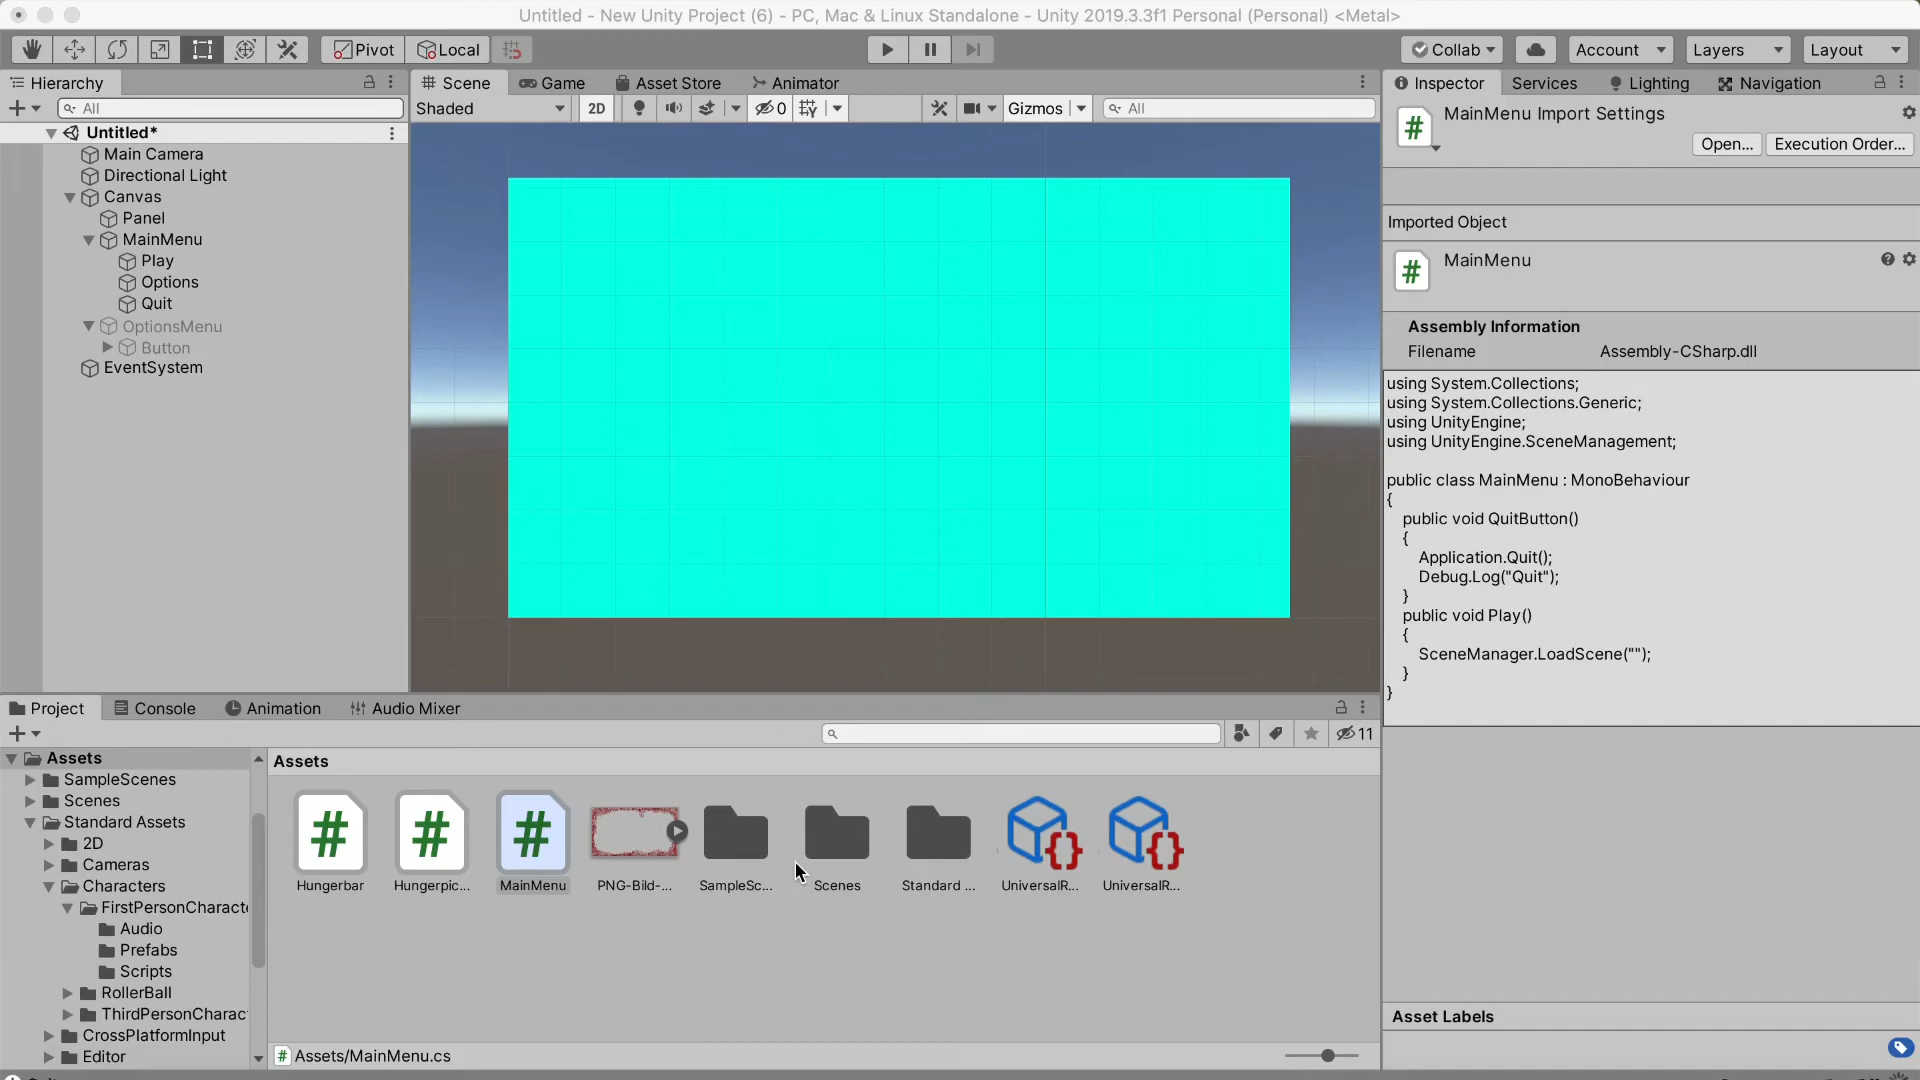 Untitled - New Unity Project (6) - PC, Mac & Linux Standalone - Unity 2019.3.3f1 Personal (Personal) <Metal>
Pivot Local Collab Account Layers Layout
Hierarchy
All
Untitled*
Main Camera
Directional Light
Canvas
Panel
MainMenu
Play
Options
Quit
OptionsMenu
Button
EventSystem
Scene Game Asset Store Animator
Shaded 2D 0 Gizmos All
Inspector Services Lighting Navigation
MainMenu Import Settings
Open... Execution Order...
Imported Object
MainMenu
Assembly Information
Filename Assembly-CSharp.dll
using System.Collections;
using System.Collections.Generic;
using UnityEngine;
using UnityEngine.SceneManagement;
public class MainMenu : MonoBehaviour
{
public void QuitButton()
{
Application.Quit();
Debug.Log("Quit");
}
public void Play()
{
SceneManager.LoadScene("");
}
}
Asset Labels
Project Console Animation Audio Mixer
11
Assets
SampleScenes
Scenes
Standard Assets
2D
Cameras
Characters
FirstPersonCharacte
Audio
Prefabs
Scripts
RollerBall
ThirdPersonCharac
CrossPlatformInput
Editor
Assets
Hungerbar Hungerpic... MainMenu PNG-Bild-... SampleSc... Scenes Standard ... UniversalR... UniversalR...
Assets/MainMenu.cs